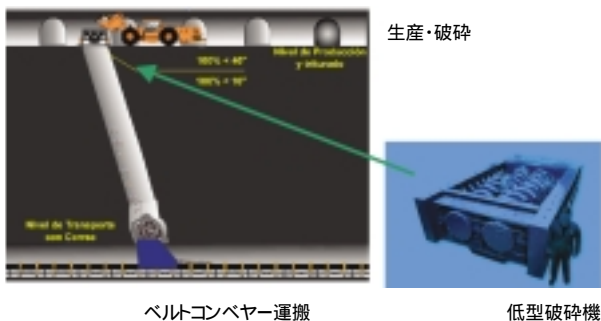 生産・破砕
Nivel de Producción
y triturado
100% < 40"
100% < 10"
Nivel de Transporte
con Correa
ベルトコンベヤー運搬
低型破砕機